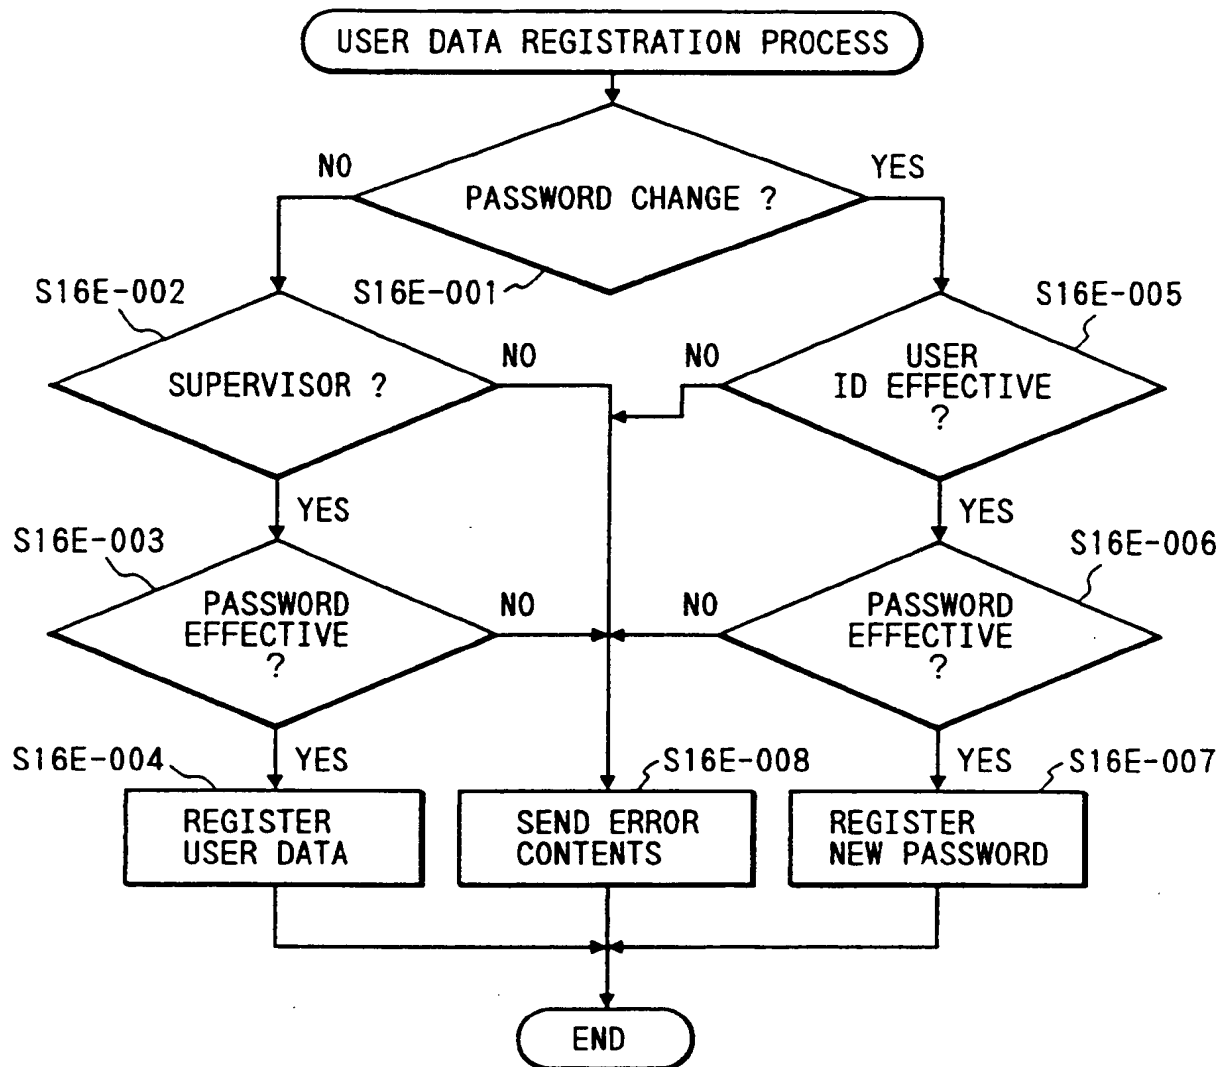 USER DATA REGISTRATION PROCESS
NO
YES
PASSWORD CHANGE ?
S16E-001
S16E-002
S16E-005
SUPERVISOR ?
NO
NO
USER
ID EFFECTIVE
?
YES
YES
S16E-003
S16E-006
PASSWORD
EFFECTIVE
?
NO
NO
PASSWORD
EFFECTIVE
?
YES
YES
S16E-004
S16E-008
S16E-007
REGISTER
USER DATA
SEND ERROR
CONTENTS
REGISTER
NEW PASSWORD
END